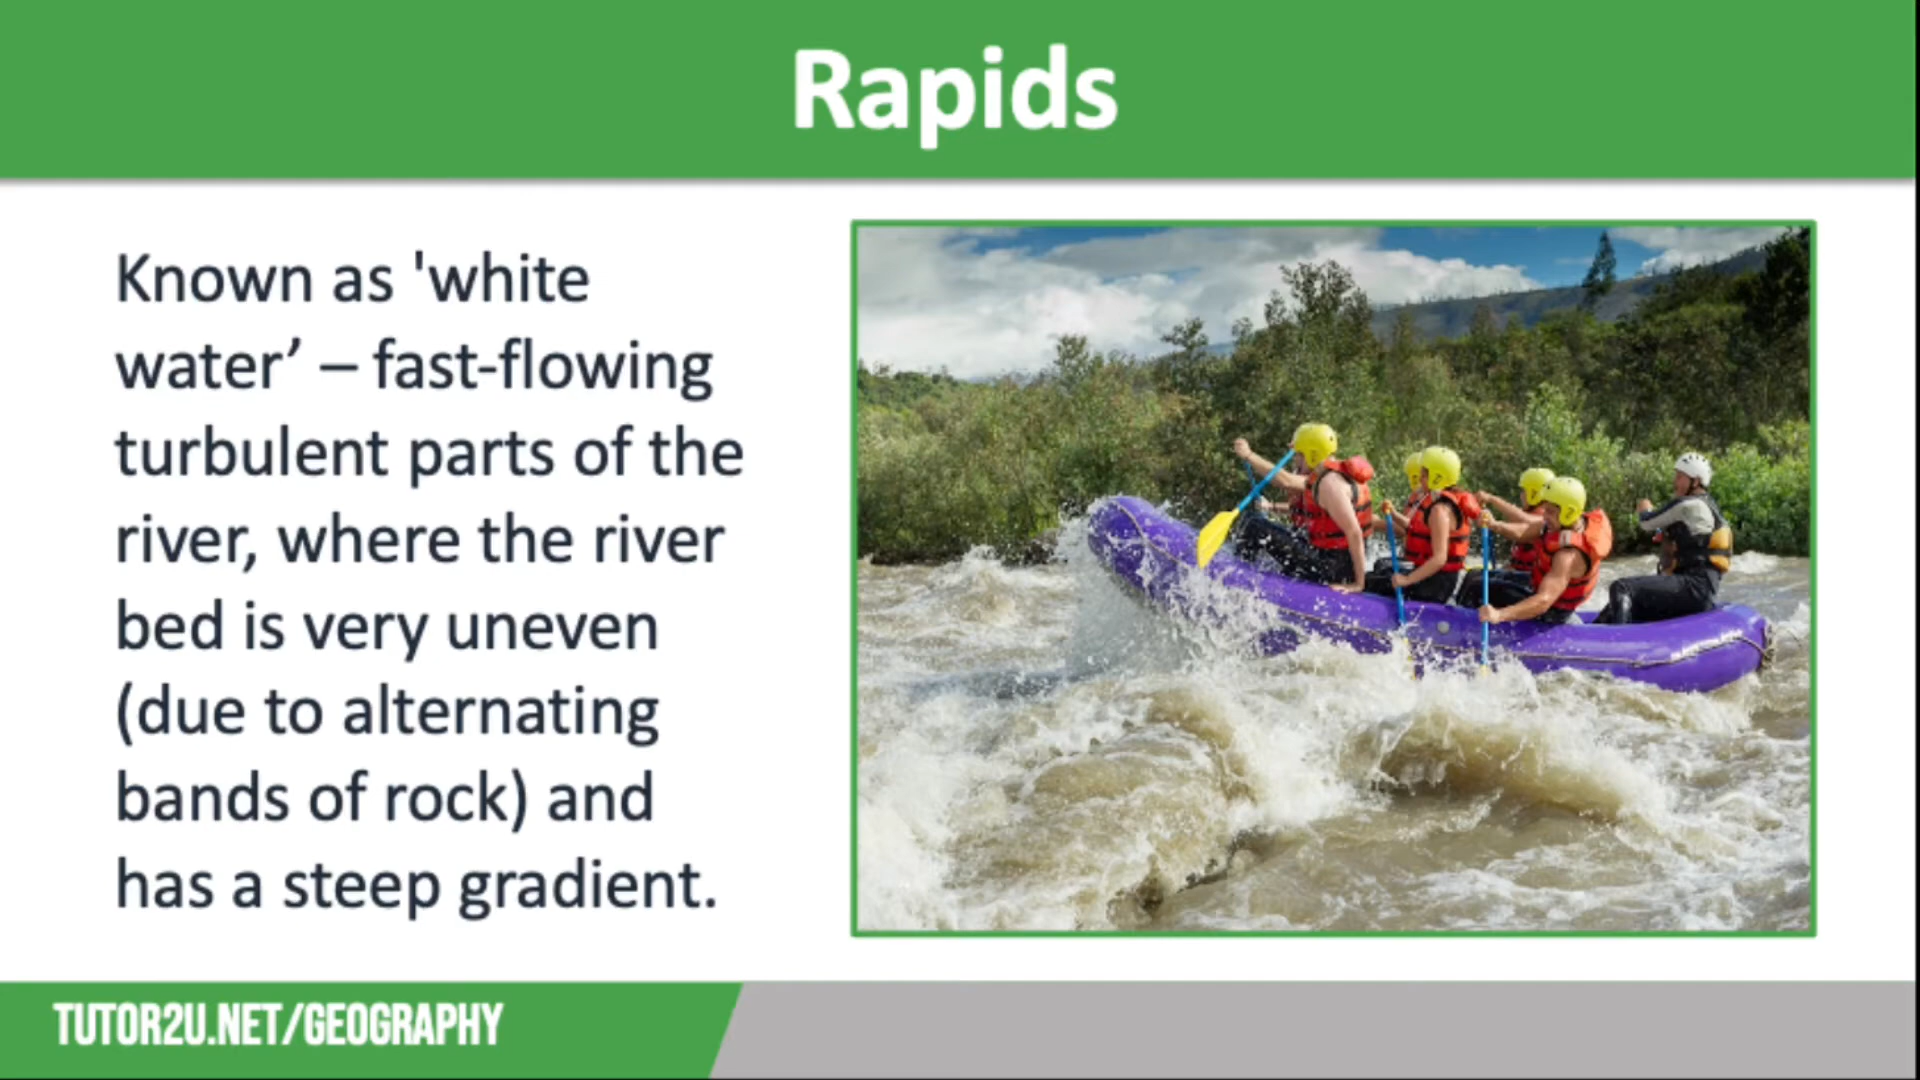 Rapids
Known as 'white
water’ – fast-flowing
turbulent parts of the
river, where the river
bed is very uneven
(due to alternating
bands of rock) and
has a steep gradient.
TUTOR2U.NET/GEOGRAPHY